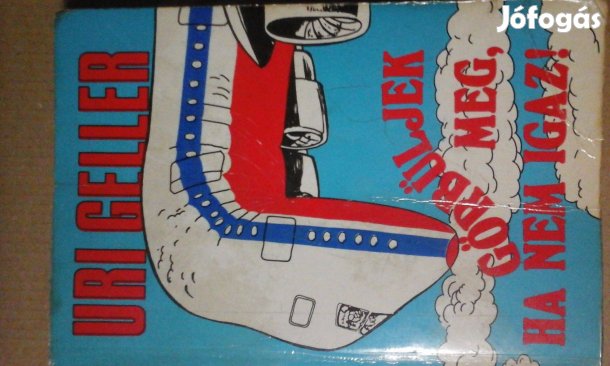 Jófogás
URI GELLER
GÖRBÜLJEK
MEG,
HA NEM IGAZ!